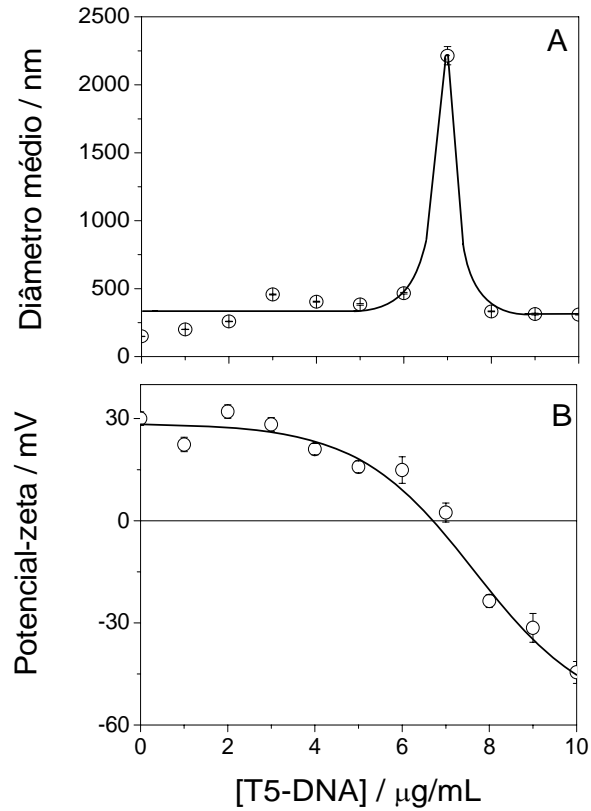 A
Diâmetro médio / nm
2500
2000
1500
1000
500
0
B
Potencial-zeta / mV
30
0
-30
-60
0 2 4 6 8 10
[T5-DNA] / μg/mL